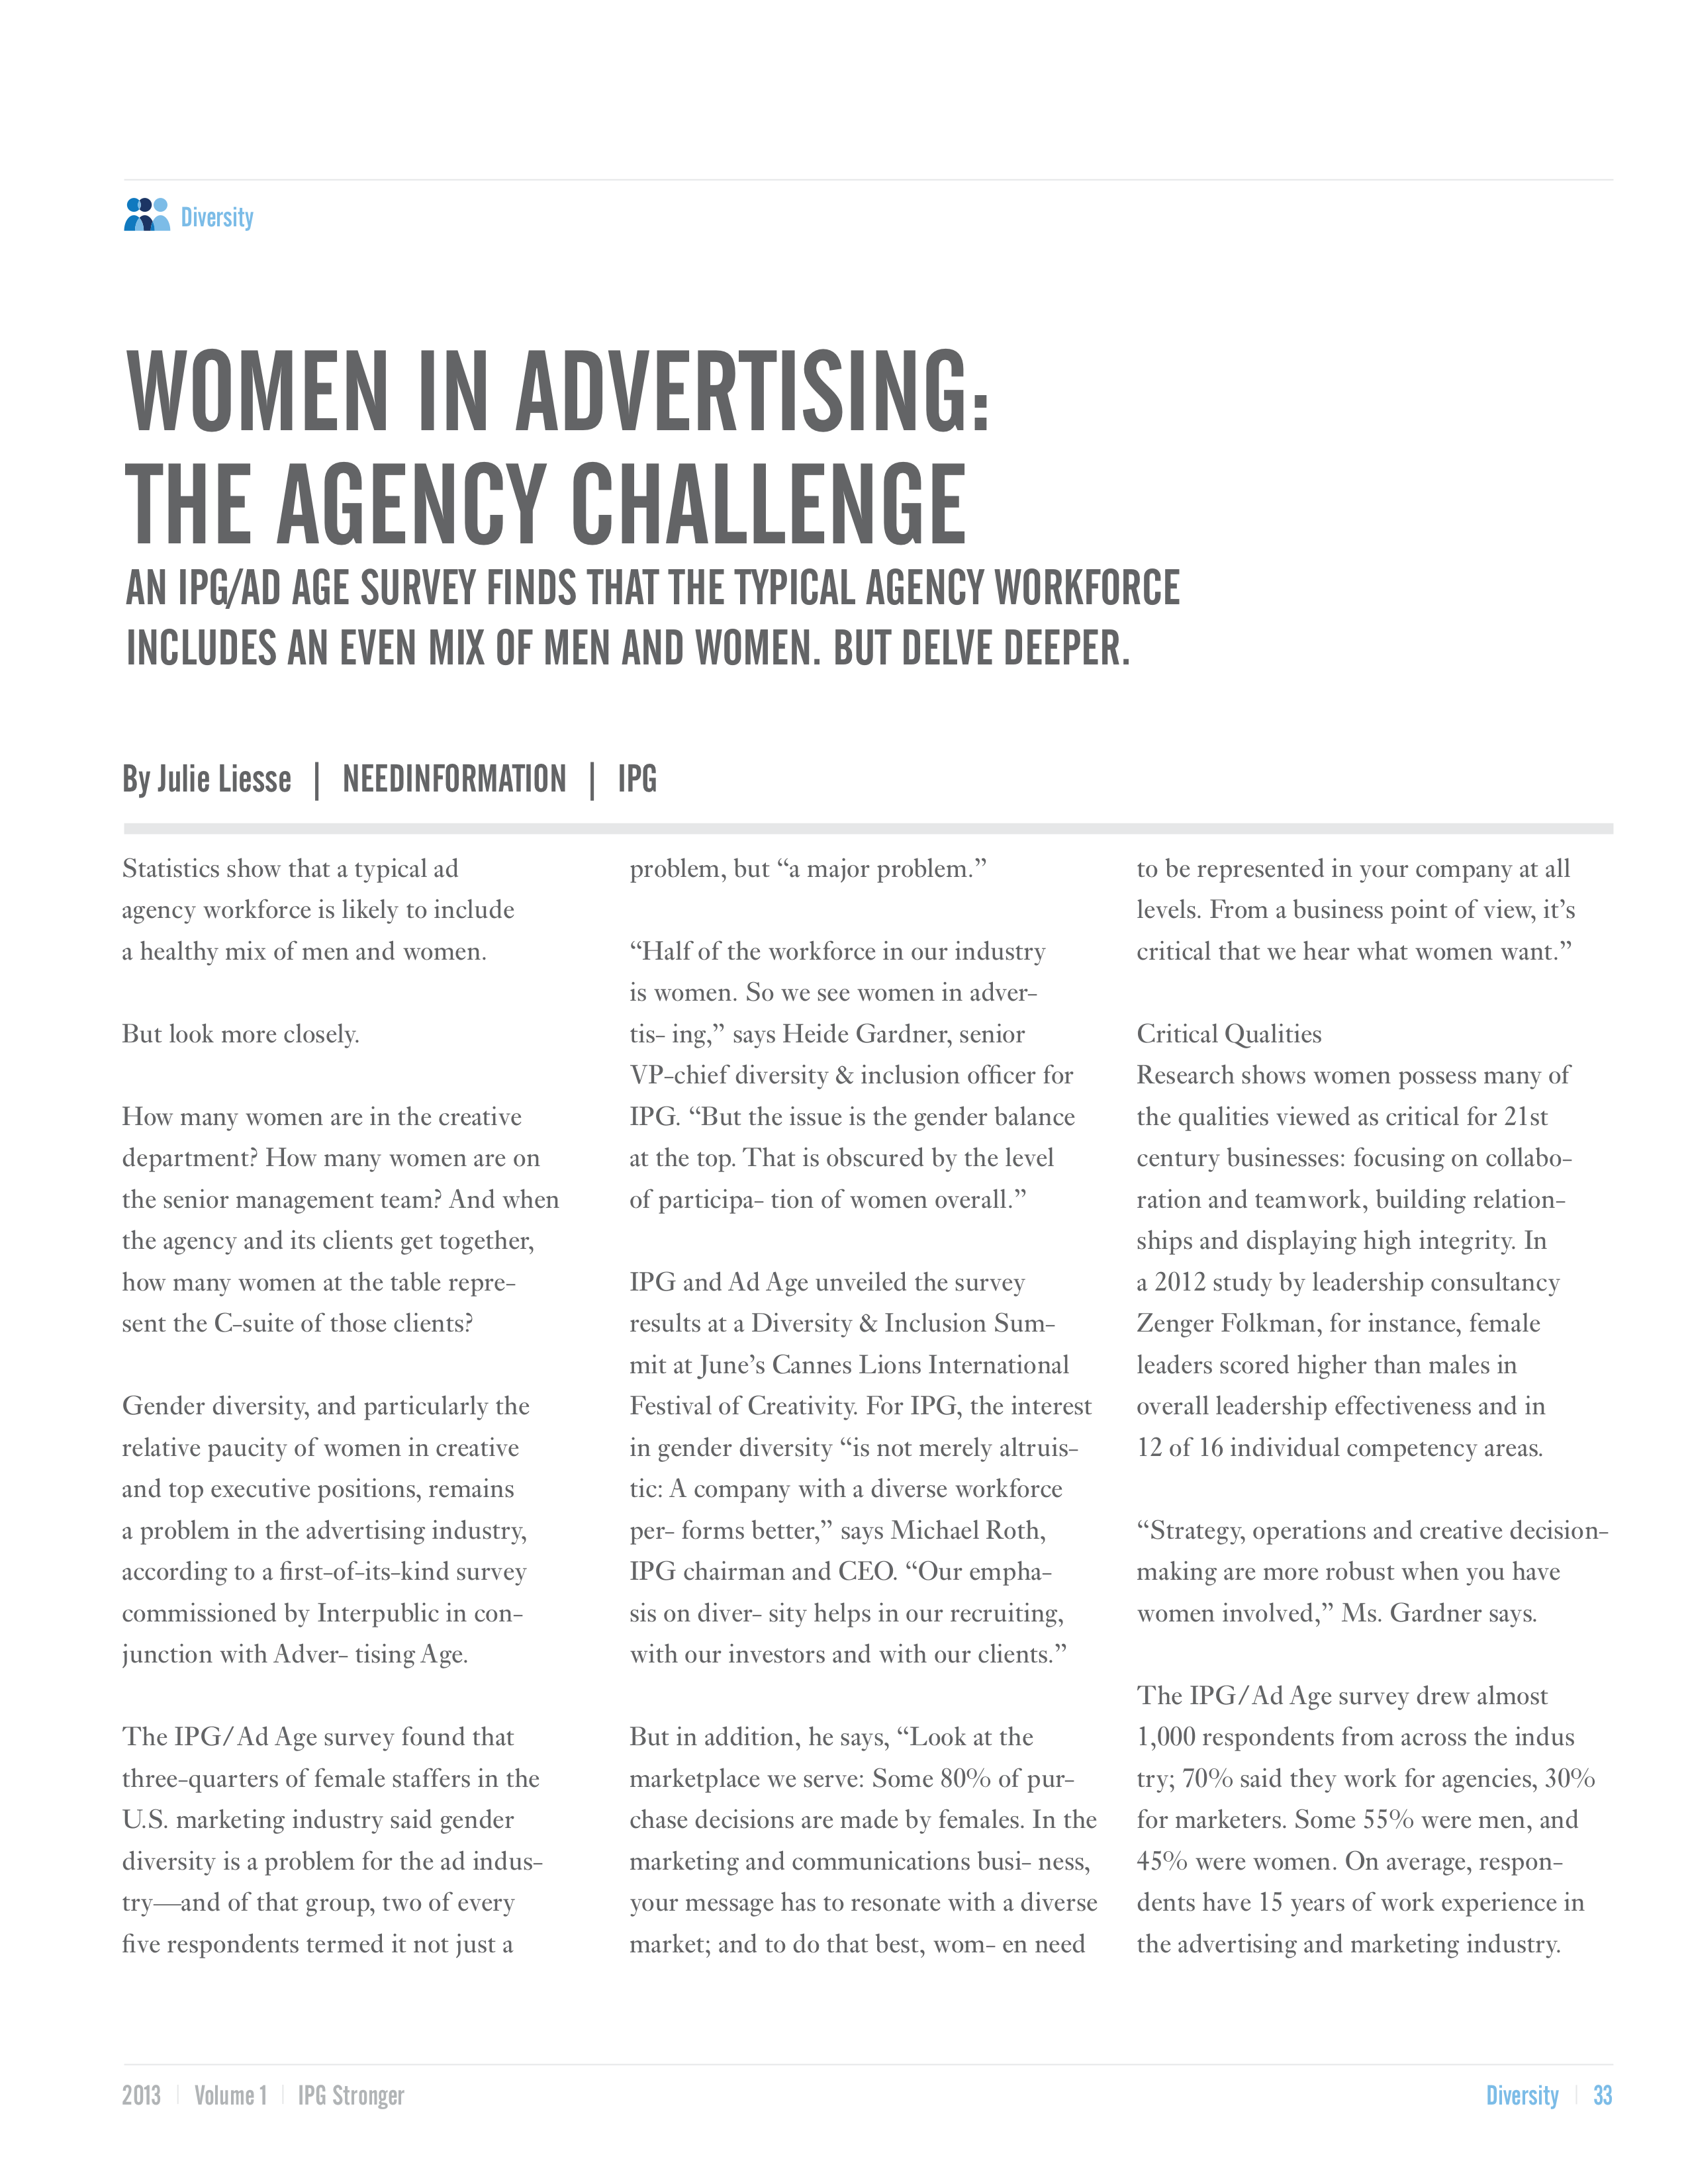 Diversity
WOMEN IN ADVERTISING:
THE AGENCY CHALLENGE
AN IPG/AD AGE SURVEY FINDS THAT THE TYPICAL AGENCY WORKFORCE
INCLUDES AN EVEN MIX OF MEN AND WOMEN. BUT DELVE DEEPER.
By Julie Liesse | NEEDINFORMATION | IPG
Statistics show that a typical ad
agency workforce is likely to include
a healthy mix of men and women.
But look more closely.
How many women are in the creative
department? How many women are on
the senior management team? And when
the agency and its clients get together,
how many women at the table repre-
sent the C-suite of those clients?
Gender diversity, and particularly the
relative paucity of women in creative
and top executive positions, remains
a problem in the advertising industry,
according to a first-of-its-kind survey
commissioned by Interpublic in con-
junction with Adver- tising Age.
The IPG/Ad Age survey found that
three-quarters of female staffers in the
U.S. marketing industry said gender
diversity is a problem for the ad indus-
try—and of that group, two of every
five respondents termed it not just a
problem, but “a major problem.”
“Half of the workforce in our industry
is women. So we see women in adver-
tis- ing,” says Heide Gardner, senior
VP-chief diversity & inclusion officer for
IPG. “But the issue is the gender balance
at the top. That is obscured by the level
of participa- tion of women overall.”
IPG and Ad Age unveiled the survey
results at a Diversity & Inclusion Sum-
mit at June’s Cannes Lions International
Festival of Creativity. For IPG, the interest
in gender diversity “is not merely altruis-
tic: A company with a diverse workforce
per- forms better,” says Michael Roth,
IPG chairman and CEO. “Our empha-
sis on diver- sity helps in our recruiting,
with our investors and with our clients.”
But in addition, he says, “Look at the
marketplace we serve: Some 80% of pur-
chase decisions are made by females. In the
marketing and communications busi- ness,
your message has to resonate with a diverse
market; and to do that best, wom- en need
to be represented in your company at all
levels. From a business point of view, it’s
critical that we hear what women want.”
Critical Qualities
Research shows women possess many of
the qualities viewed as critical for 21st
century businesses: focusing on collabo-
ration and teamwork, building relation-
ships and displaying high integrity. In
a 2012 study by leadership consultancy
Zenger Folkman, for instance, female
leaders scored higher than males in
overall leadership effectiveness and in
12 of 16 individual competency areas.
“Strategy, operations and creative decision-
making are more robust when you have
women involved,” Ms. Gardner says.
The IPG/Ad Age survey drew almost
1,000 respondents from across the indus
try; 70% said they work for agencies, 30%
for marketers. Some 55% were men, and
45% were women. On average, respon-
dents have 15 years of work experience in
the advertising and marketing industry.
2013 | Volume 1 | IPG Stronger
Diversity | 33